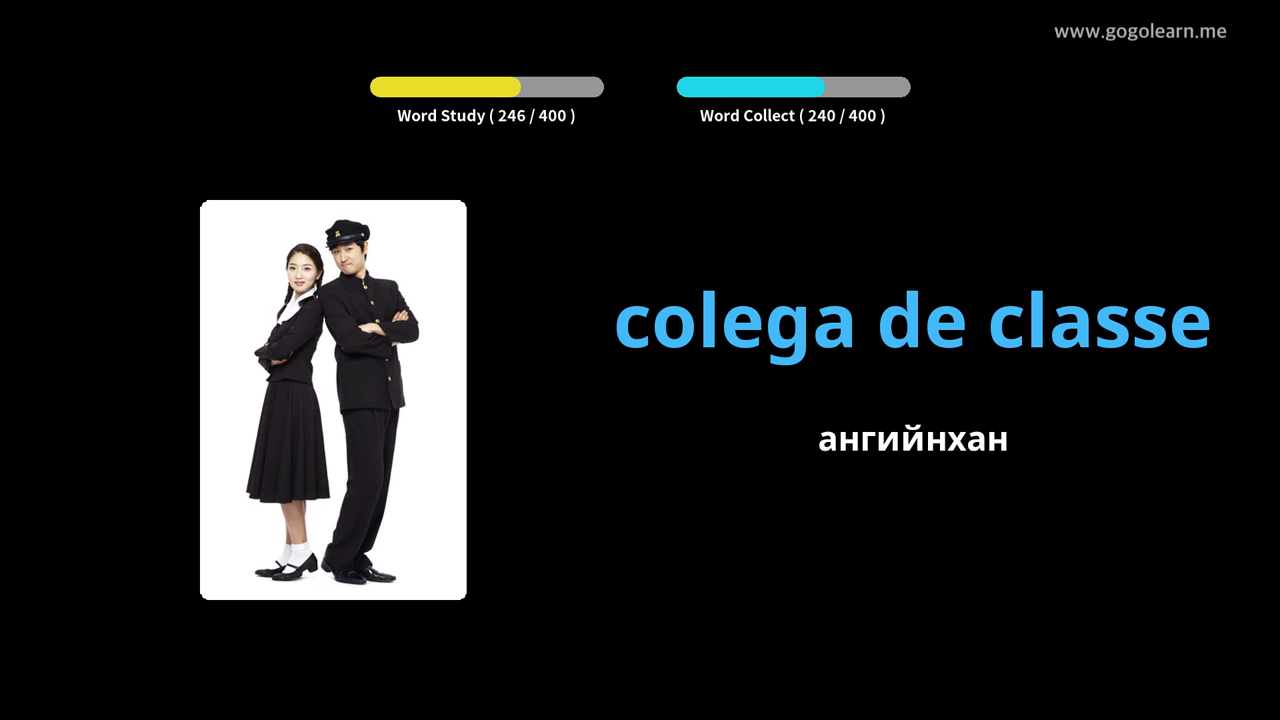 www.gogolearn.me
Word Study ( 246 / 400 )
Word Collect ( 240 / 400 )
colega de classe
ангийнхан